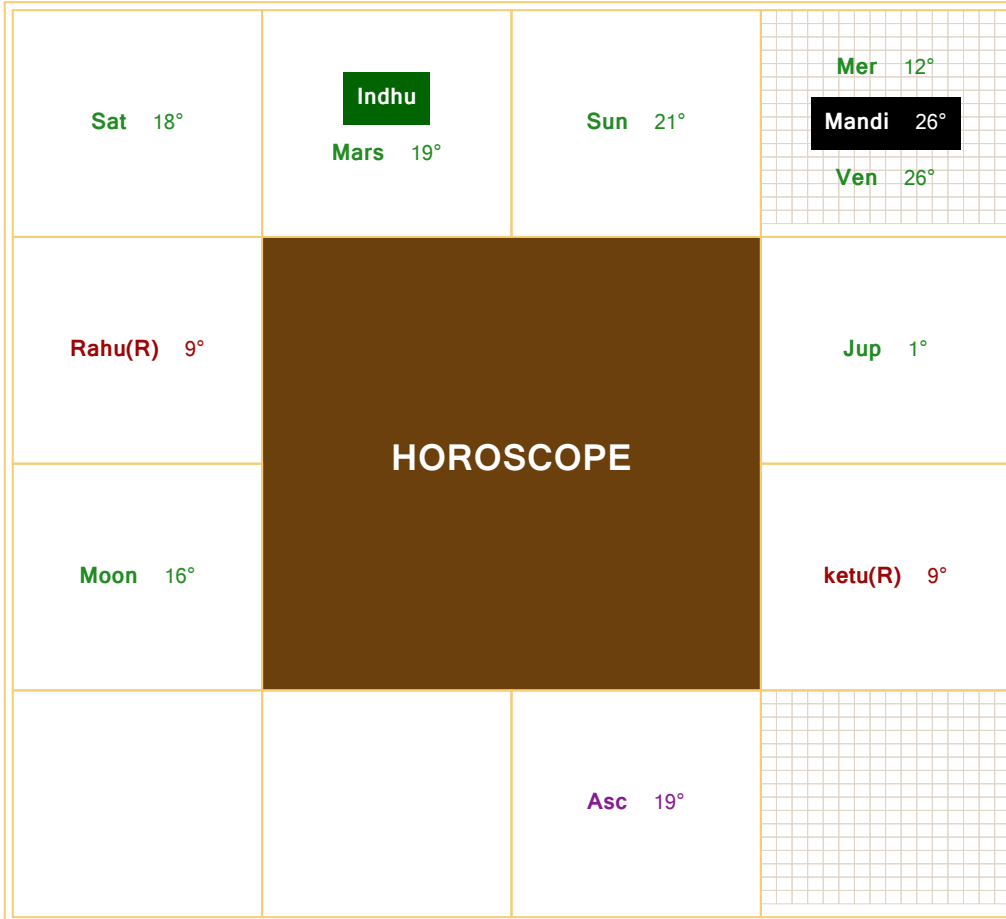 Sat 18°
Indhu
Mars 19°
Sun 21°
Mer 12°
Mandi 26°
Ven 26°
Rahu(R) 9°
Jup 1°
HOROSCOPE
Moon 16°
ketu(R) 9°
Asc 19°